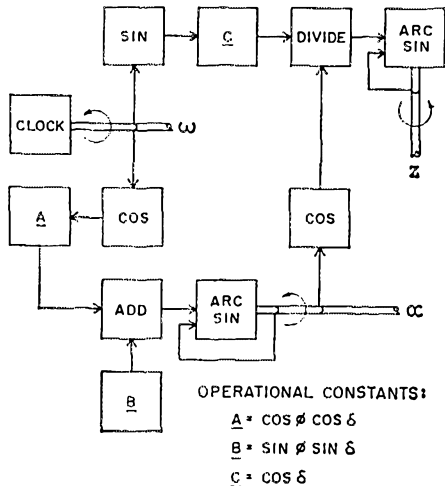 SIN
C
DIVIDE
ARC
SIN
CLOCK
ω
Z
A
COS
COS
ADD
ARC
SIN
α
B
OPERATIONAL CONSTANTS:
A = COS ø COS δ
B = SIN ø SIN δ
C = COS δ